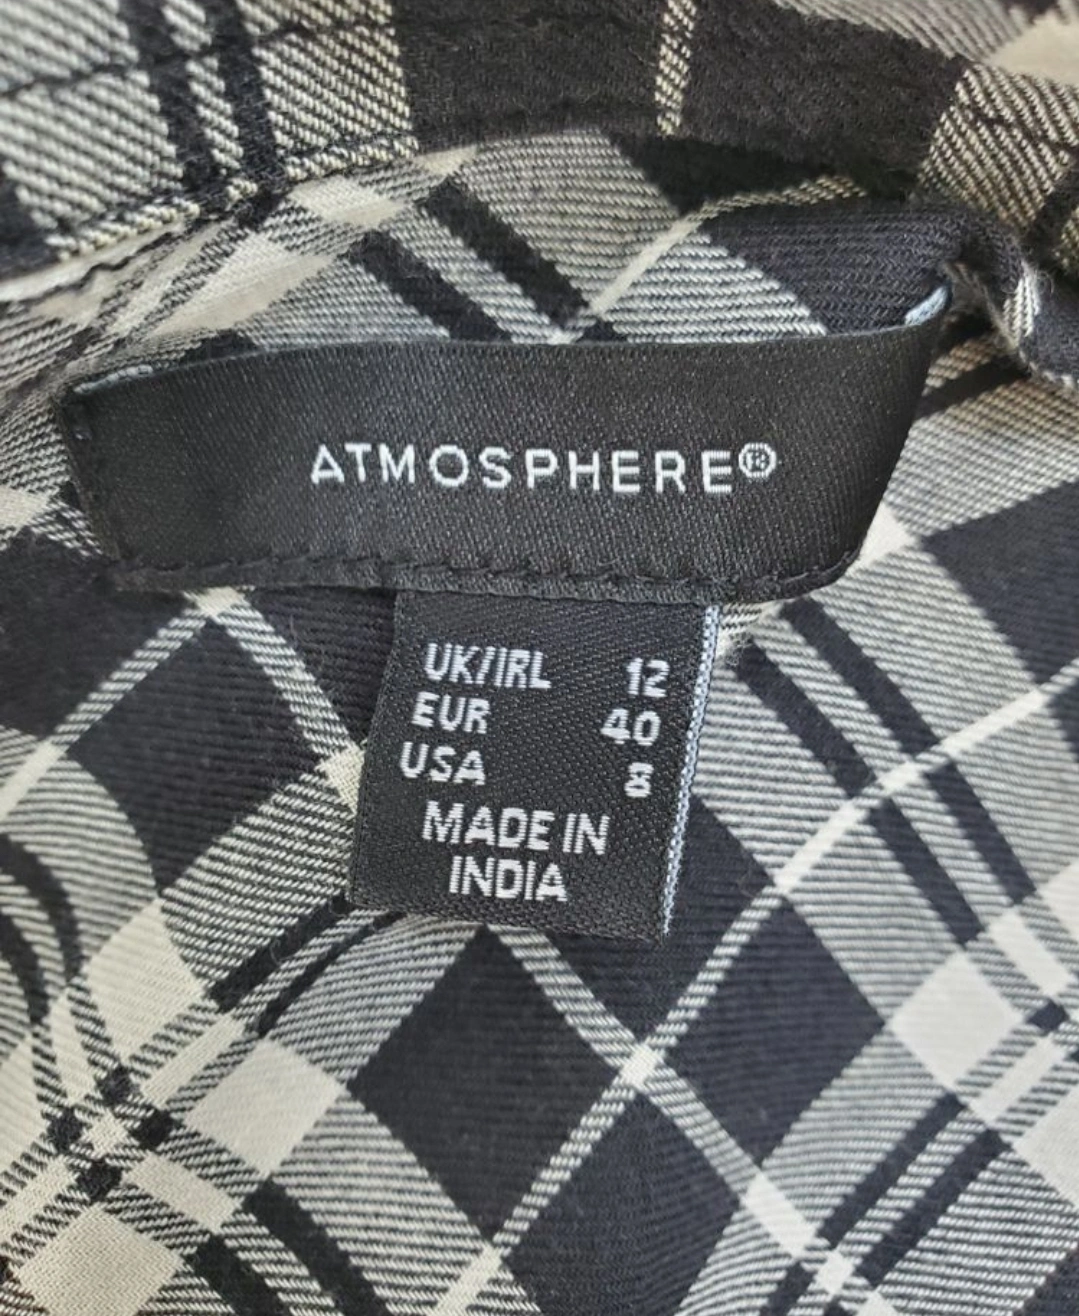 ATMOSPHERE®
UK/IRL 12
EUR 40
USA 8
MADE IN
INDIA